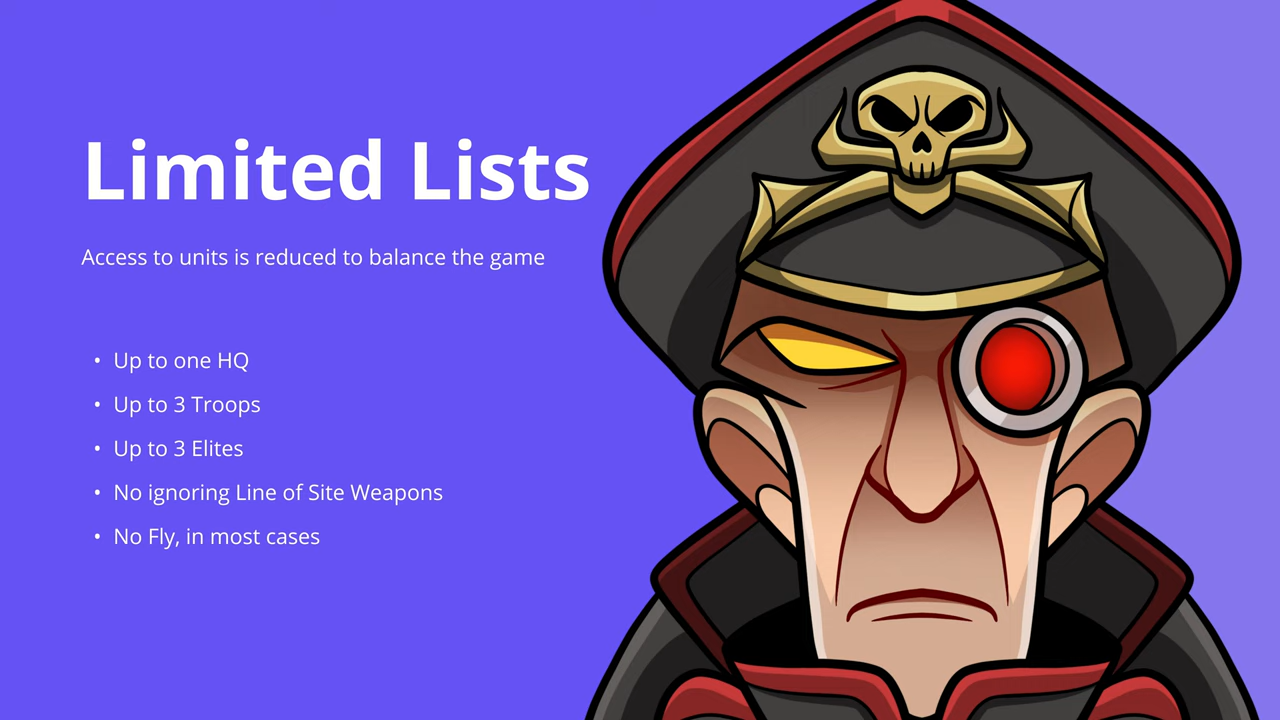 Limited Lists
Access to units is reduced to balance the game
• Up to one HQ
• Up to 3 Troops
• Up to 3 Elites
• No ignoring Line of Site Weapons
• No Fly, in most cases